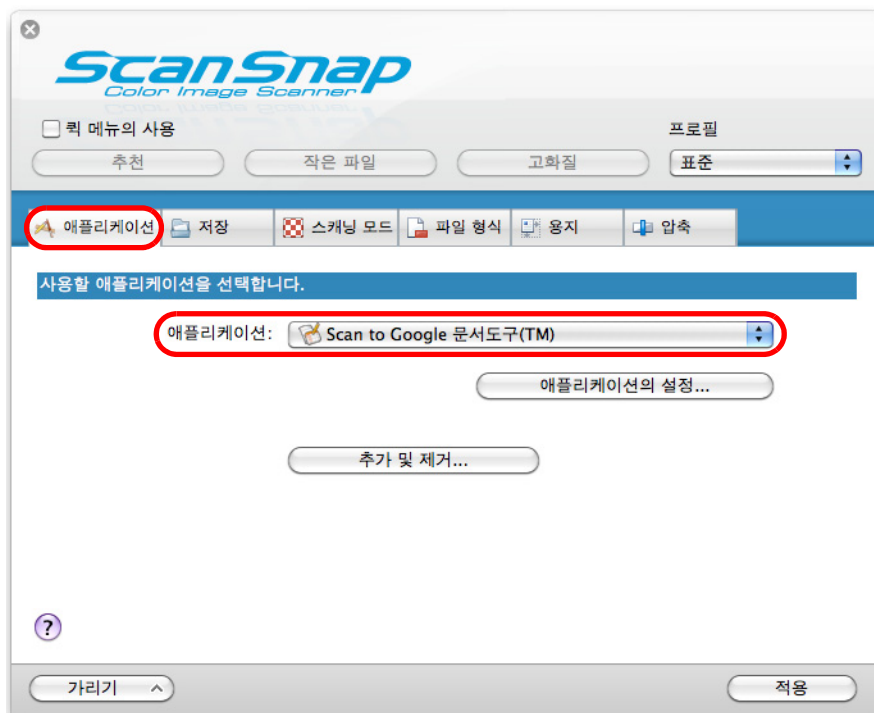 ScanSnap
Color Image Scanner
퀵 메뉴의 사용
프로필
추천
작은 파일
고화질
표준
애플리케이션
저장
스캐닝 모드
파일 형식
용지
압축
사용할 애플리케이션을 선택합니다.
애플리케이션: Scan to Google 문서도구(TM)
애플리케이션의 설정...
추가 및 제거...
?
가리기
적용